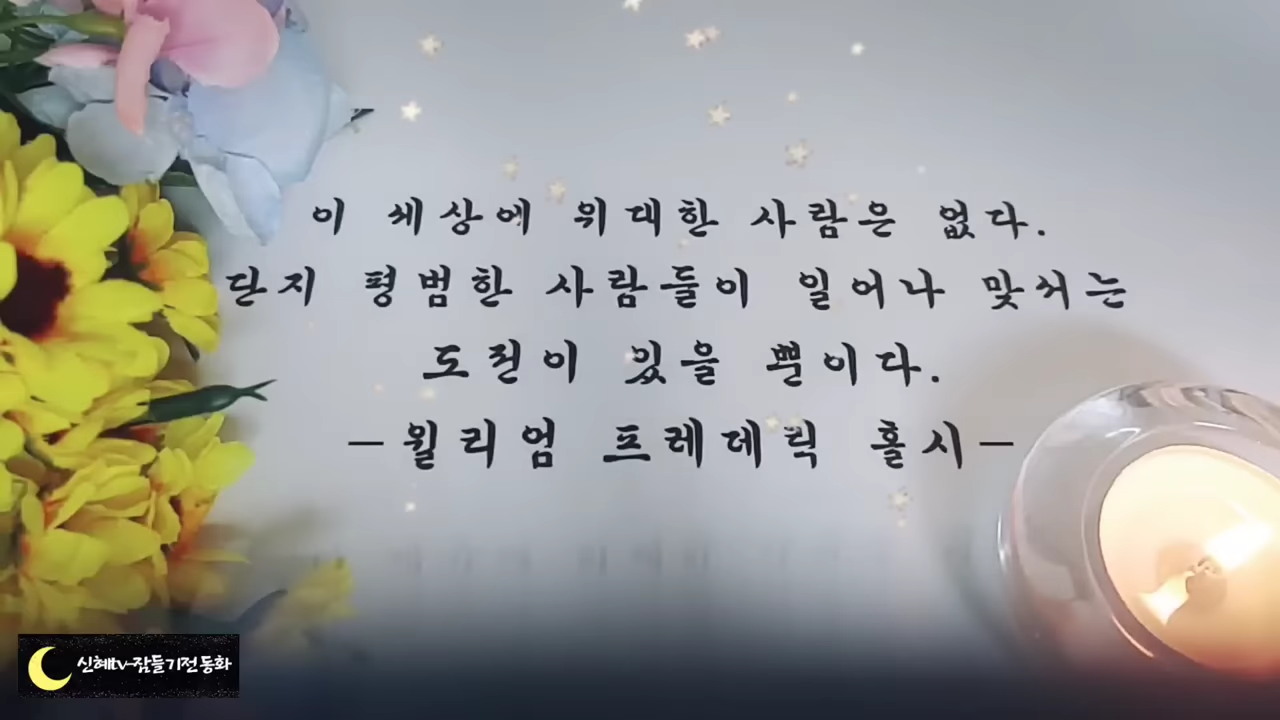 이 세상에 위대한 사람은 없다.
단지 평범한 사람들이 일어나 맞서는
도전이 있을 뿐이다.
-윌리엄 프레데릭 홀시-
신혜tv-잠들기전 동화